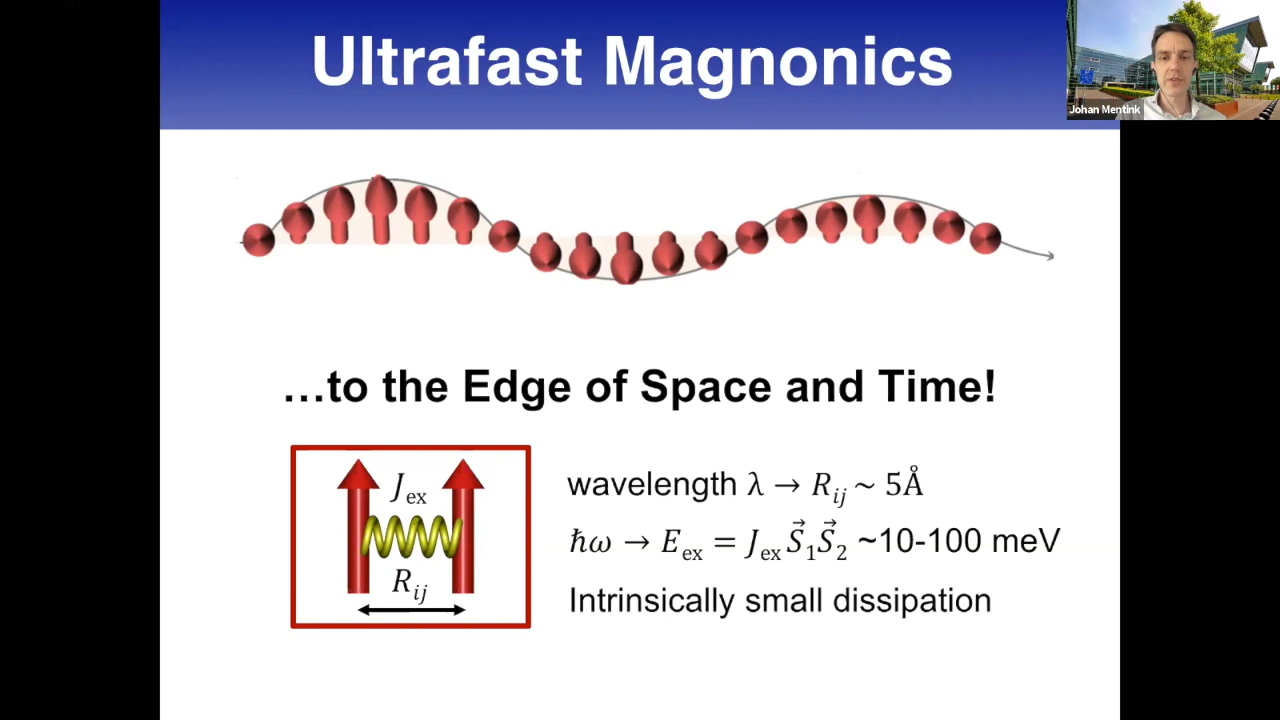 Ultrafast Magnonics
Johan Mentink
...to the Edge of Space and Time!
J_ex
R_ij
wavelength λ → R_ij ~ 5Å
ħω → E_ex = J_ex S⃗_1 S⃗_2 ~10-100 meV
Intrinsically small dissipation